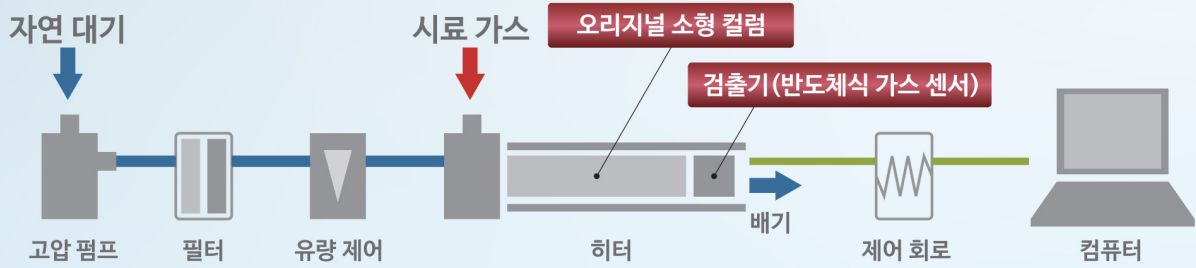 자연 대기
시료 가스
오리지널 소형 컬럼
검출기(반도체식 가스 센서)
배기
고압 펌프
필터
유량 제어
히터
제어 회로
컴퓨터